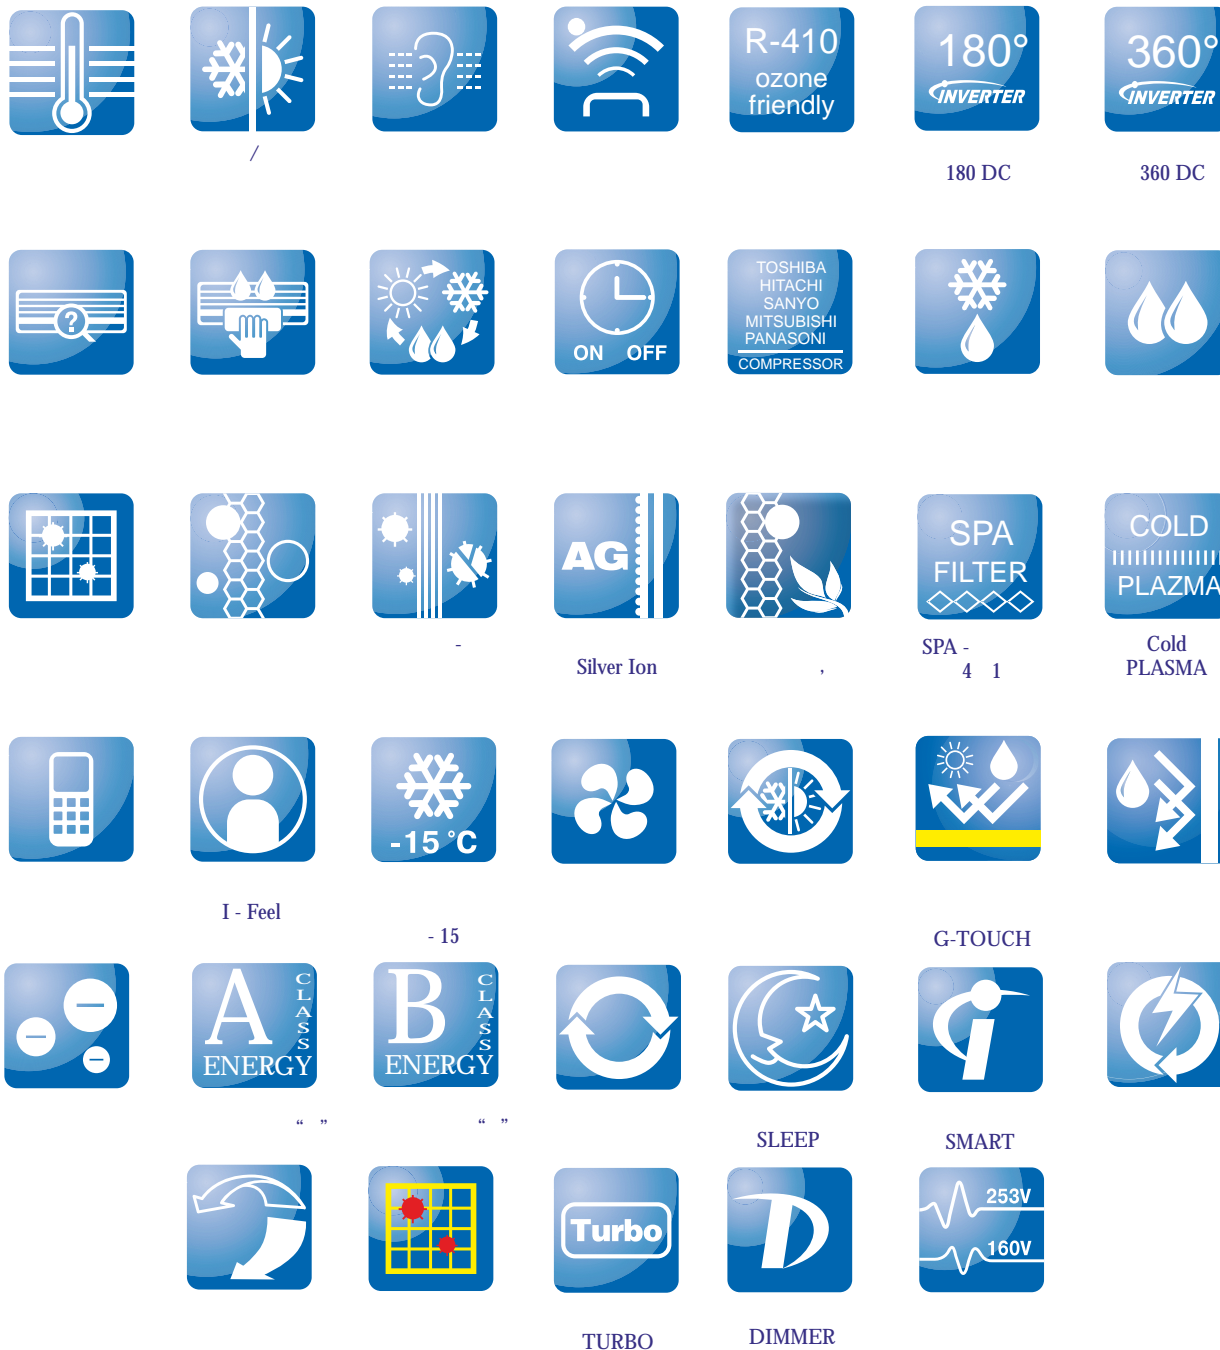 R-410
ozone
friendly
180°
INVERTER
360°
INVERTER
/
180 DC
360 DC
?
ON OFF
TOSHIBA
HITACHI
SANYO
MITSUBISHI
PANASONI
COMPRESSOR
AG
SPA
FILTER
COLD
PLAZMA
-
Silver Ion
,
SPA -
4 1
Cold
PLASMA
-15 °C
I - Feel
- 15
G-TOUCH
A
CLASS
ENERGY
B
CLASS
ENERGY
“ ”
“ ”
SLEEP
SMART
Turbo
D
253V
160V
TURBO
DIMMER